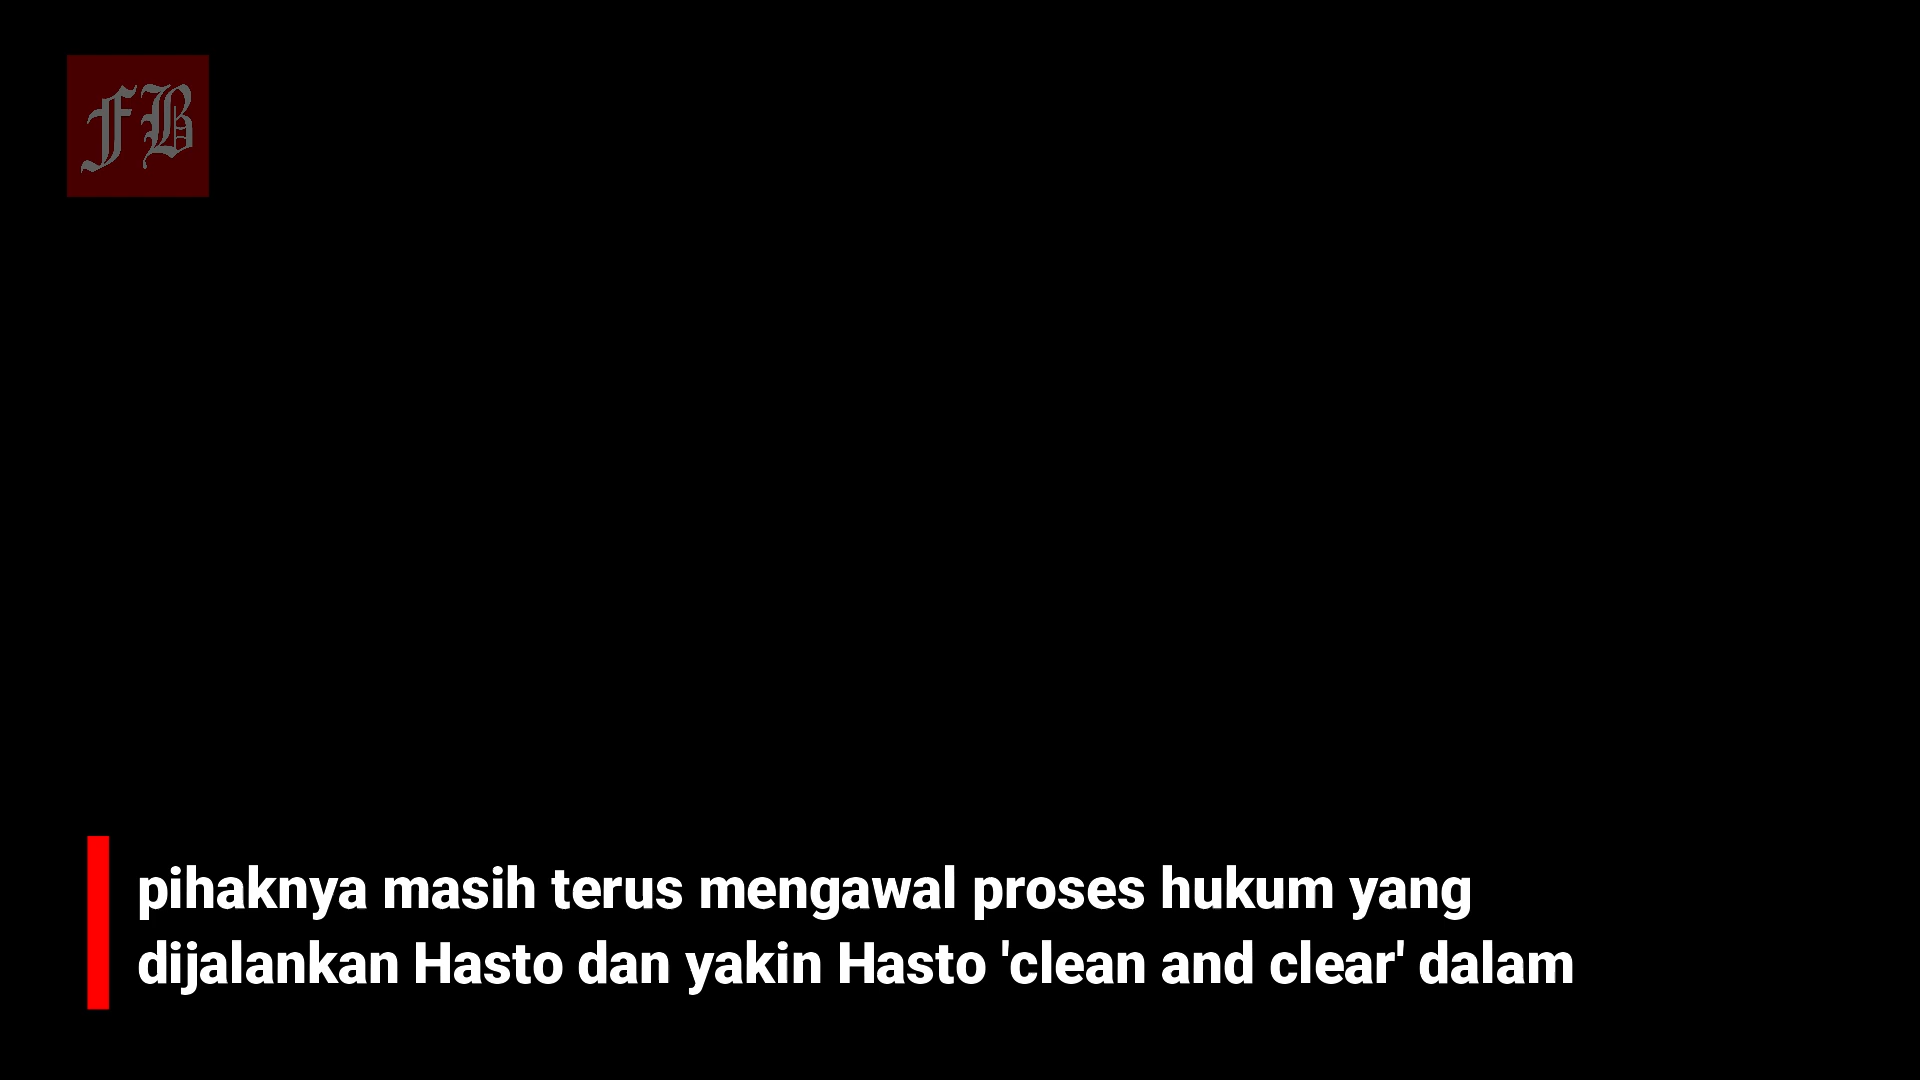 FB
pihaknya masih terus mengawal proses hukum yang
dijalankan Hasto dan yakin Hasto 'clean and clear' dalam